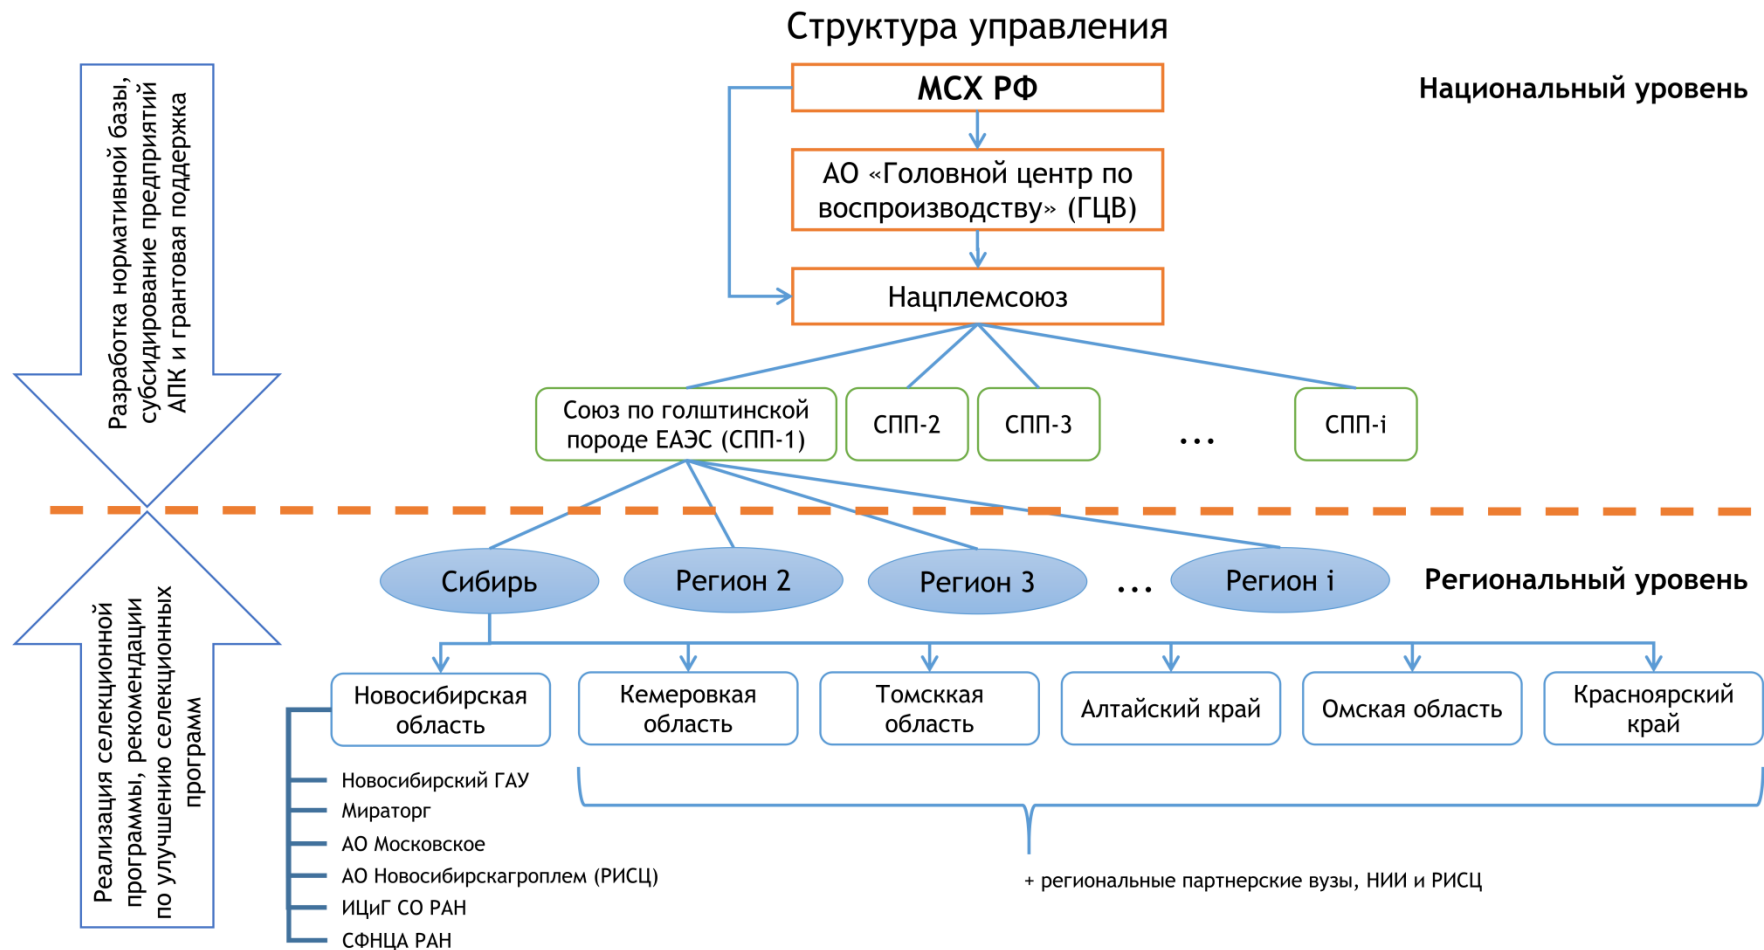 Структура управления
МСХ РФ
Национальный уровень
АО «Головной центр по
воспроизводству» (ГЦВ)
Нацплемсоюз
Разработка нормативной базы,
субсидирование предприятий
АПК и грантовая поддержка
Союз по голштинской
породе ЕАЭС (СПП-1)
СПП-2
СПП-3
...
СПП-i
Сибирь
Регион 2
Регион 3
...
Регион i
Региональный уровень
Реализация селекционной
программы, рекомендации
по улучшению селекционных
программ
Новосибирская
область
Кемеровкая
область
Томсккая
область
Алтайский край
Омская область
Красноярский
край
Новосибирский ГАУ
Мираторг
АО Московское
АО Новосибирскагроплем (РИСЦ)
ИЦиГ СО РАН
СФНЦА РАН
+ региональные партнерские вузы, НИИ и РИСЦ